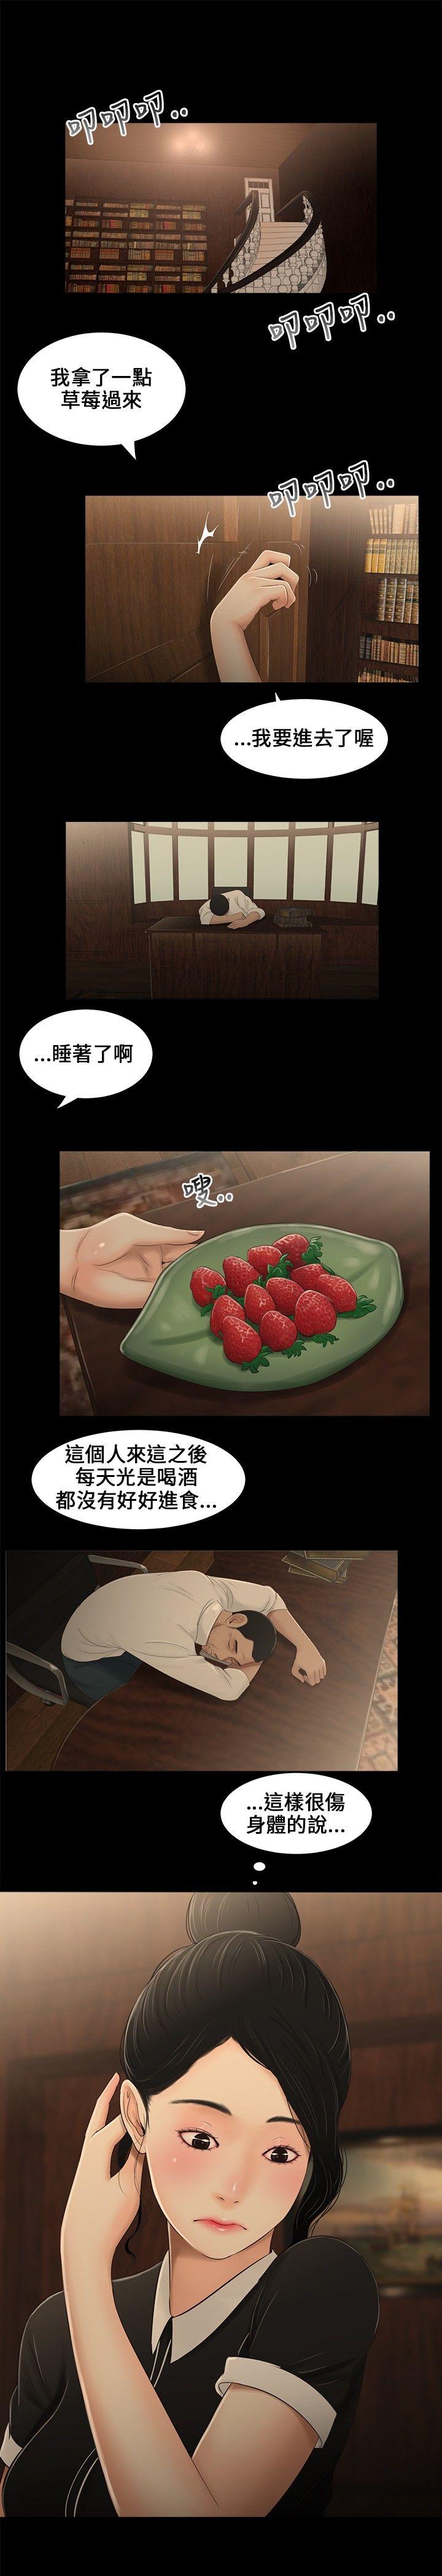 叩叩叩..
叩叩叩..
我拿了一點
草莓過來
叩叩叩..
...我要進去了喔
...睡著了啊
嗖..
這個人來這之後
每天光是喝酒
都沒有好好進食...
...這樣很傷
身體的說...